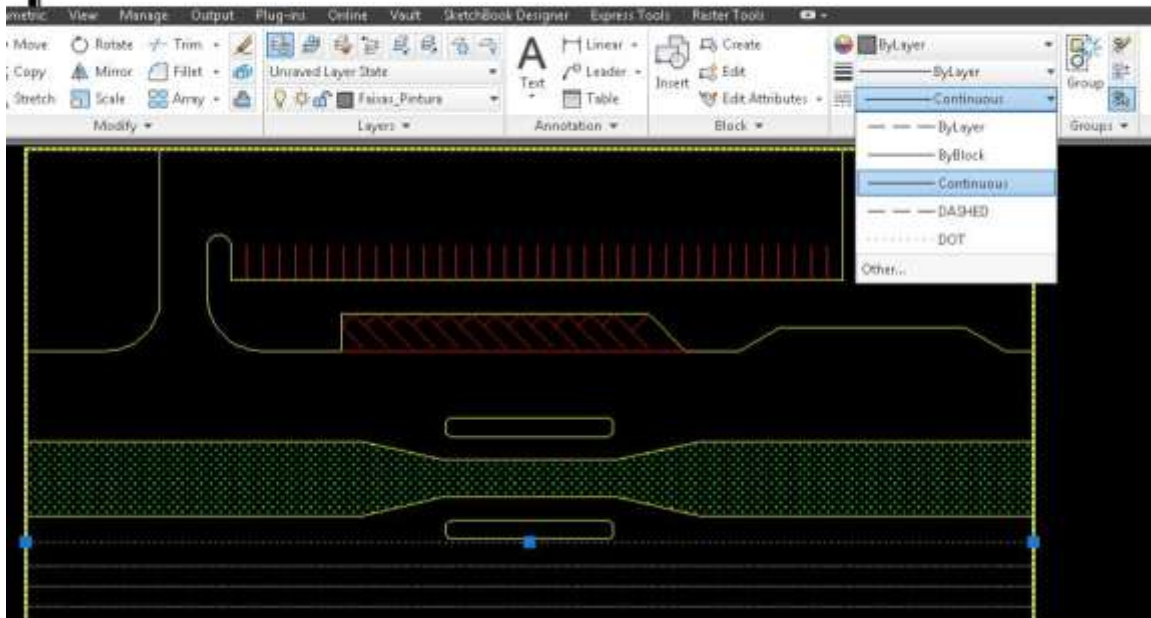 metric View Manage Output Plug-ins Online Vault SketchBook Designer Express Tools Raster Tools
Move Rotate Trim Linear Create ByLayer
Copy Mirror Fillet Unsaved Layer State Text Leader Insert Edit ByLayer Group
Stretch Scale Array Faixas_Pintura Table Edit Attributes Continuous
Modify Layers Annotation Block Groups
ByLayer
ByBlock
Continuous
DASHED
DOT
Other...